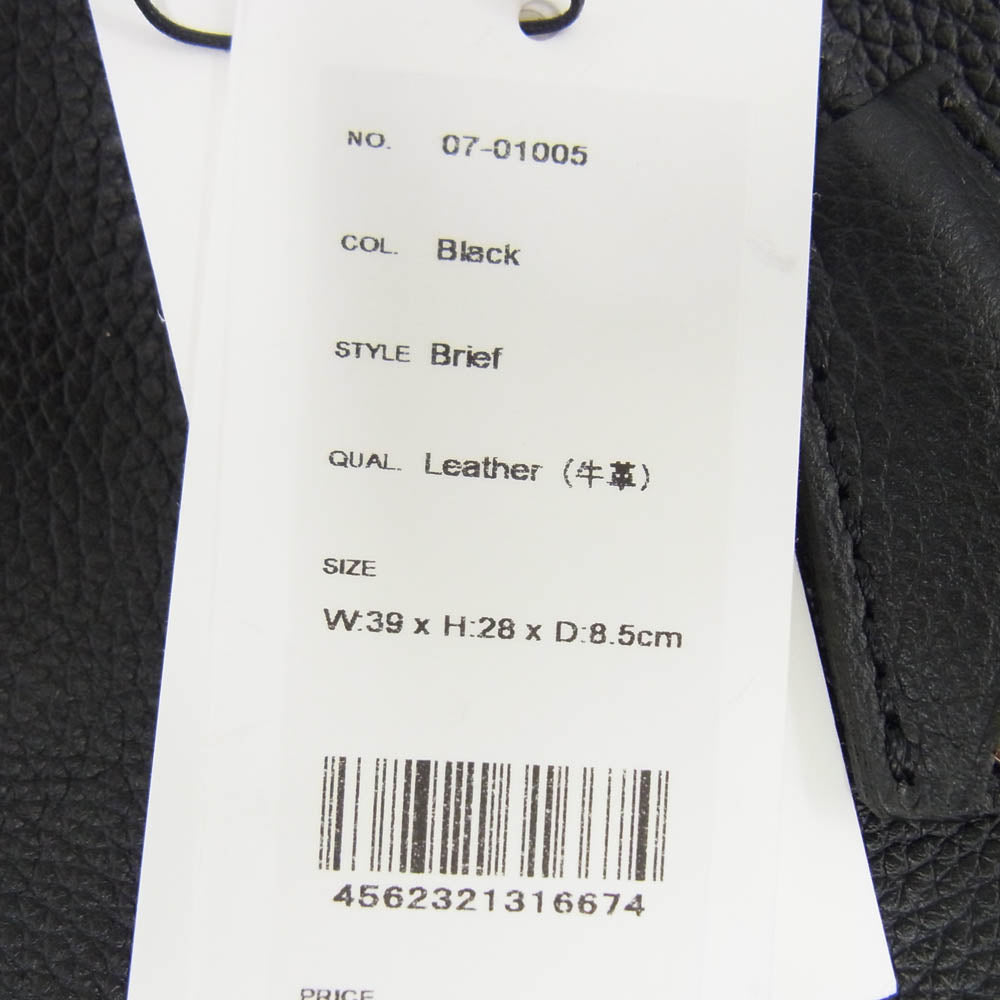 NO. 07-01005
COL. Black
STYLE Brief
QUAL. Leather (牛革)
SIZE
W:39 x H:28 x D:8.5cm
4562321316674
PRICE